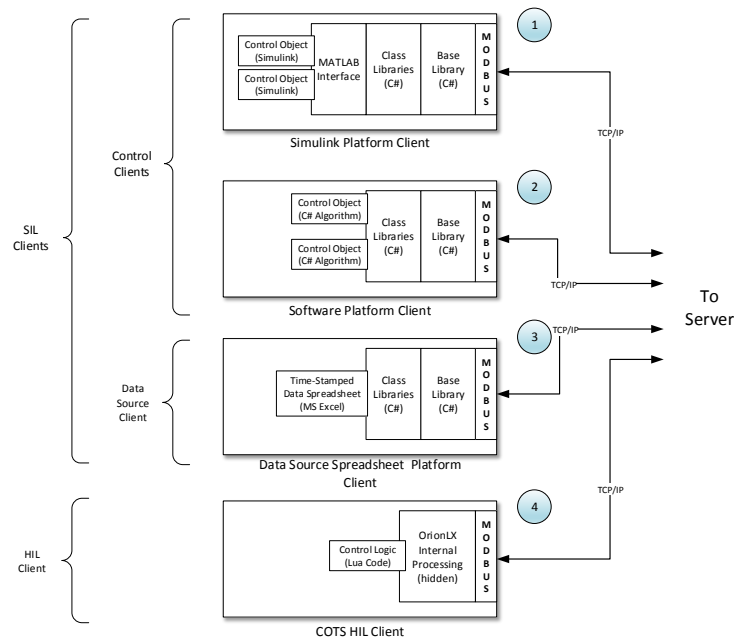 1
Control Object
(Simulink)
Control Object
(Simulink)
MATLAB
Interface
Class
Libraries
(C#)
Base
Library
(C#)
M
O
D
B
U
S
Simulink Platform Client
TCP/IP
2
Control Object
(C# Algorithm)
Control Object
(C# Algorithm)
Class
Libraries
(C#)
Base
Library
(C#)
M
O
D
B
U
S
Software Platform Client
TCP/IP
Control
Clients
SIL
Clients
To
Server
3
TCP/IP
Time-Stamped
Data Spreadsheet
(MS Excel)
Class
Libraries
(C#)
Base
Library
(C#)
M
O
D
B
U
S
Data Source Spreadsheet Platform
Client
Data
Source
Client
4
TCP/IP
Control Logic
(Lua Code)
OrionLX
Internal
Processing
(hidden)
M
O
D
B
U
S
COTS HIL Client
HIL
Client